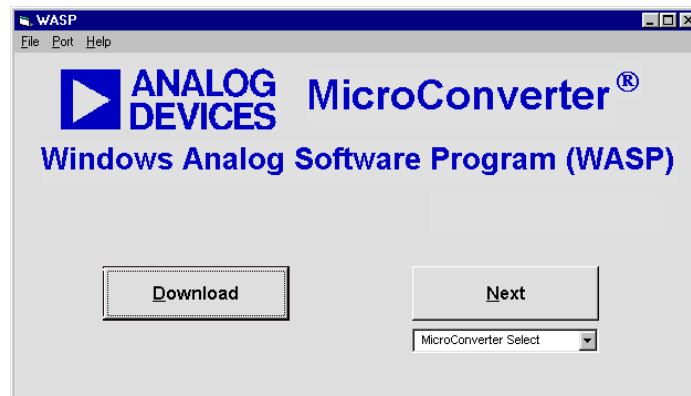 WASP
File Port Help
ANALOG
DEVICES
MicroConverter®
Windows Analog Software Program (WASP)
Download
Next
MicroConverter Select